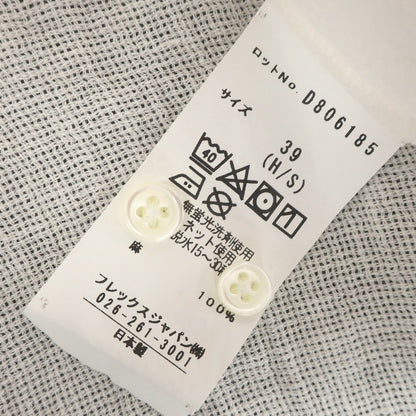 ロットNo. D806185
サイズ
39
(H/S)
40
無蛍光洗剤使用
ネット使用
脱水15～30秒
麻
100%
フレックスジャパン㈱
026-261-3001
日本製